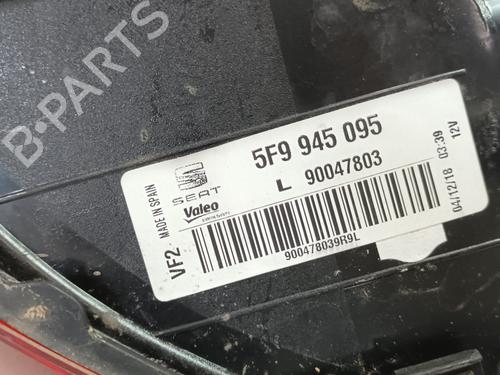 B-PARTS
5F9 945 095
L 90047803
SEAT
Valeo
VF2 MADE IN SPAIN
900478039R9L
04/12/18 03:39 12V